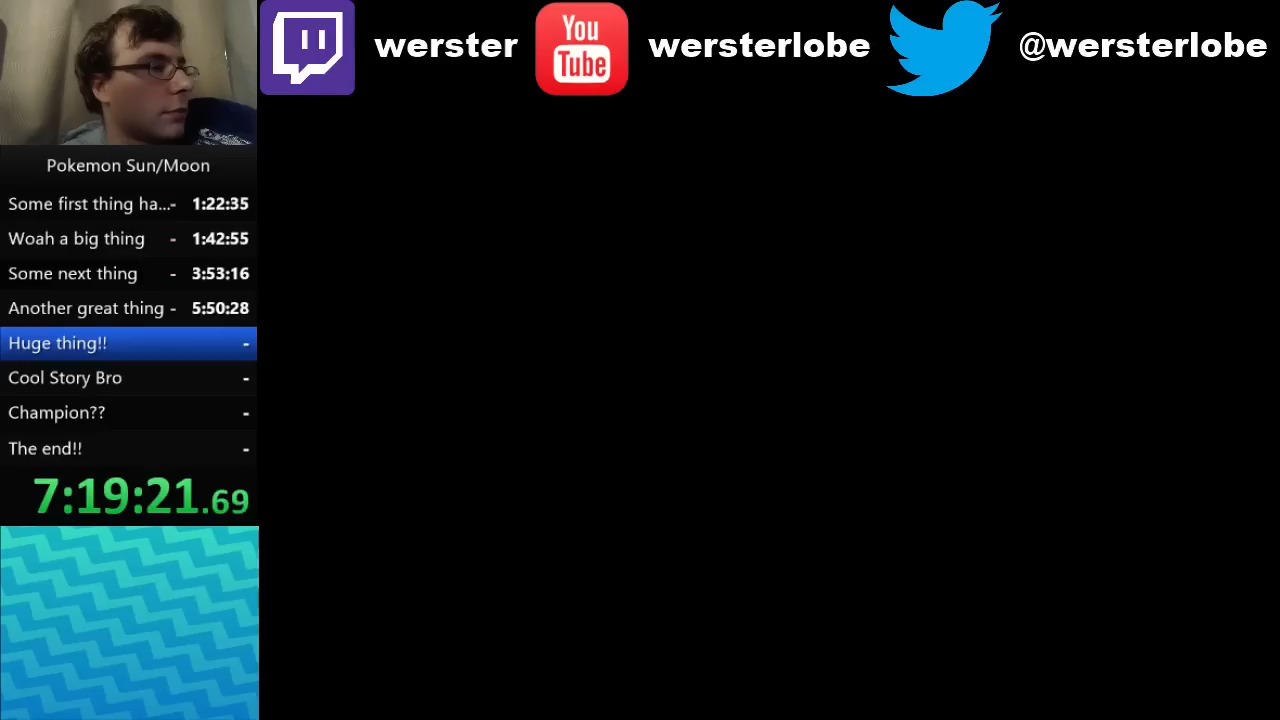 werster You Tube wersterlobe @wersterlobe
Pokemon Sun/Moon
Some first thing ha...- 1:22:35
Woah a big thing - 1:42:55
Some next thing - 3:53:16
Another great thing - 5:50:28
Huge thing!! -
Cool Story Bro -
Champion?? -
The end!! -
7:19:21.69